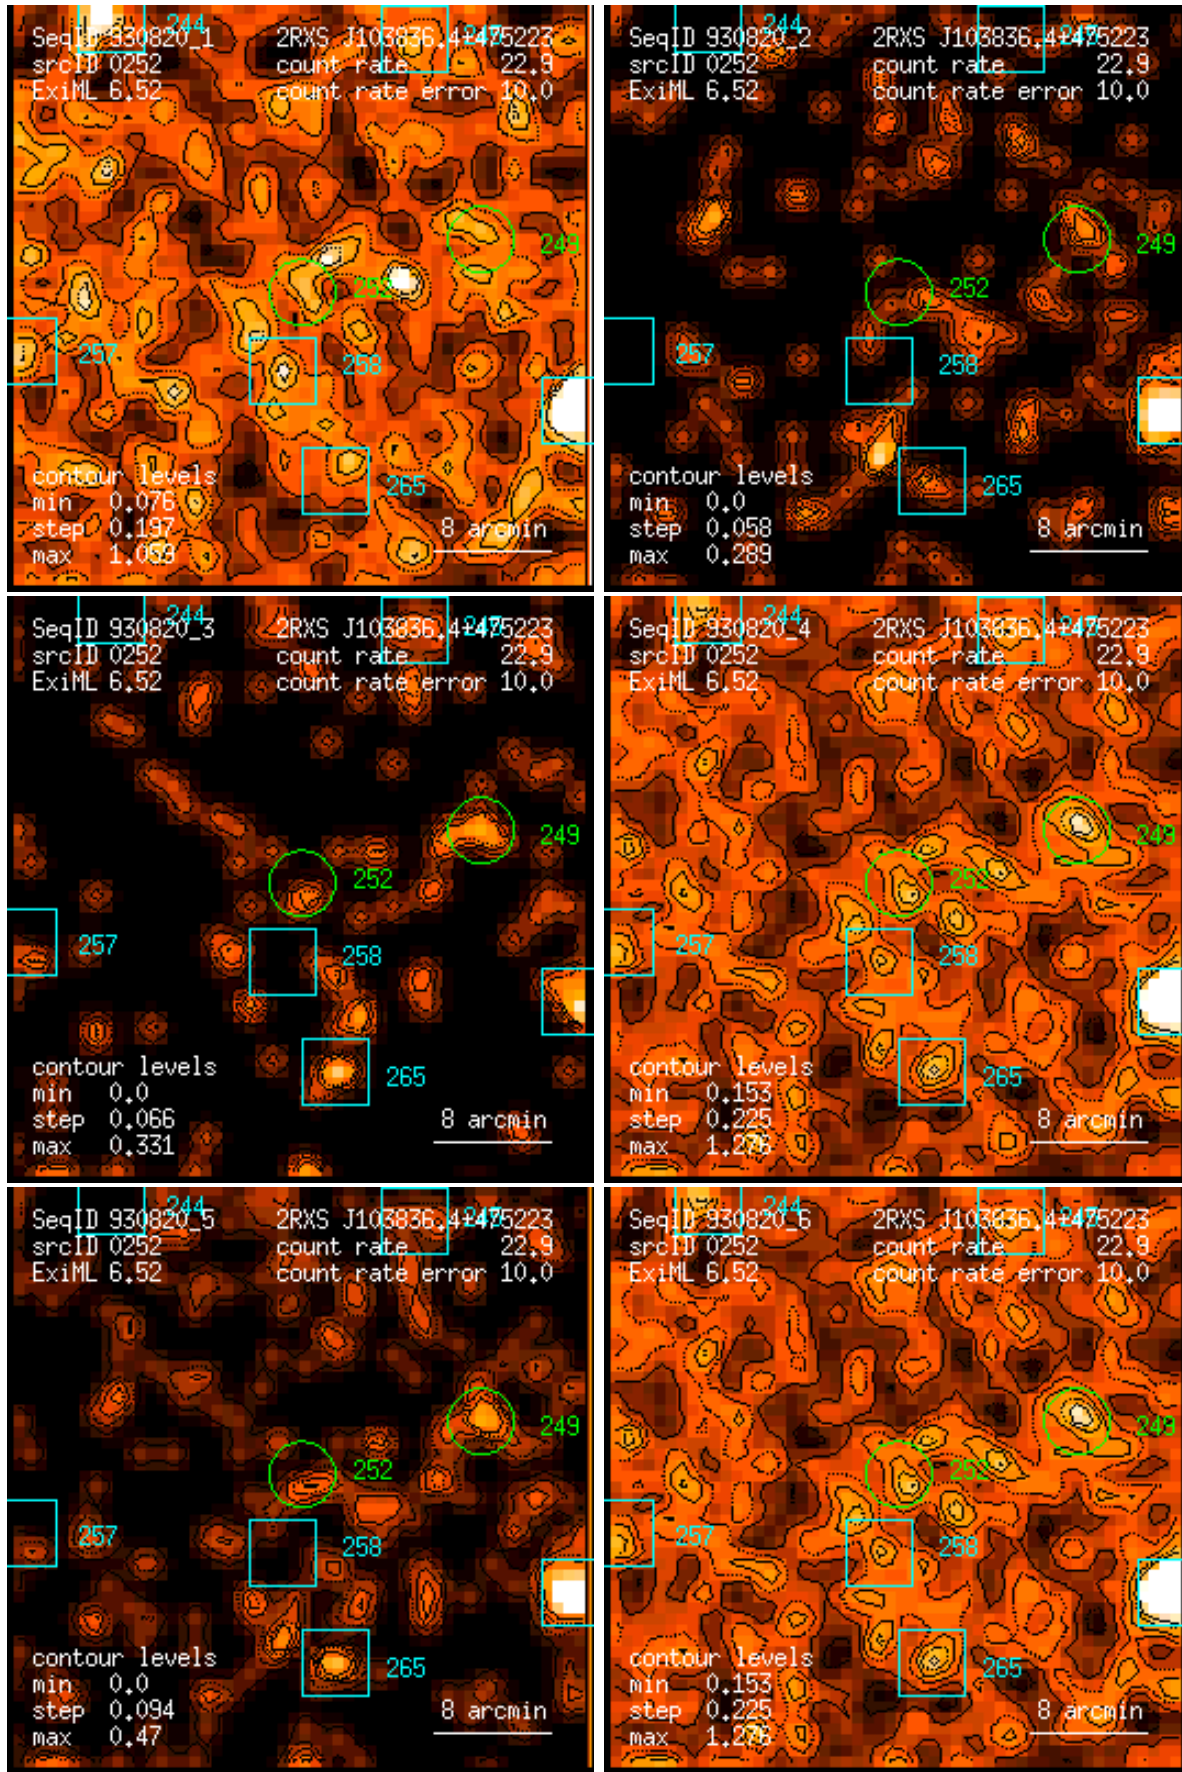 244
SeqID 930820_1 2RXS J103836.4+475223
srcID 0252 count rate 22.9
ExiML 6.52 count rate error 10.0
249
252
257
258
contour levels
min 0.076
265
step 0.197
8 arcmin
max 1.059
244
SeqID 930820_2 2RXS J103836.4+475223
srcID 0252 count rate 22.9
ExiML 6.52 count rate error 10.0
249
252
257
258
contour levels
265
min 0.0
step 0.058
8 arcmin
max 0.289
244
SeqID 930820_3 2RXS J103836.4+475223
srcID 0252 count rate 22.9
ExiML 6.52 count rate error 10.0
249
252
257
258
contour levels
265
min 0.0
step 0.066
8 arcmin
max 0.331
244
SeqID 930820_4 2RXS J103836.4+475223
srcID 0252 count rate 22.9
ExiML 6.52 count rate error 10.0
249
252
257
258
contour levels
265
min 0.153
step 0.225
8 arcmin
max 1.276
244
SeqID 930820_5 2RXS J103836.4+475223
srcID 0252 count rate 22.9
ExiML 6.52 count rate error 10.0
249
252
257
258
contour levels
265
min 0.0
step 0.094
8 arcmin
max 0.47
244
SeqID 930820_6 2RXS J103836.4+475223
srcID 0252 count rate 22.9
ExiML 6.52 count rate error 10.0
249
252
257
258
contour levels
265
min 0.153
step 0.225
8 arcmin
max 1.276